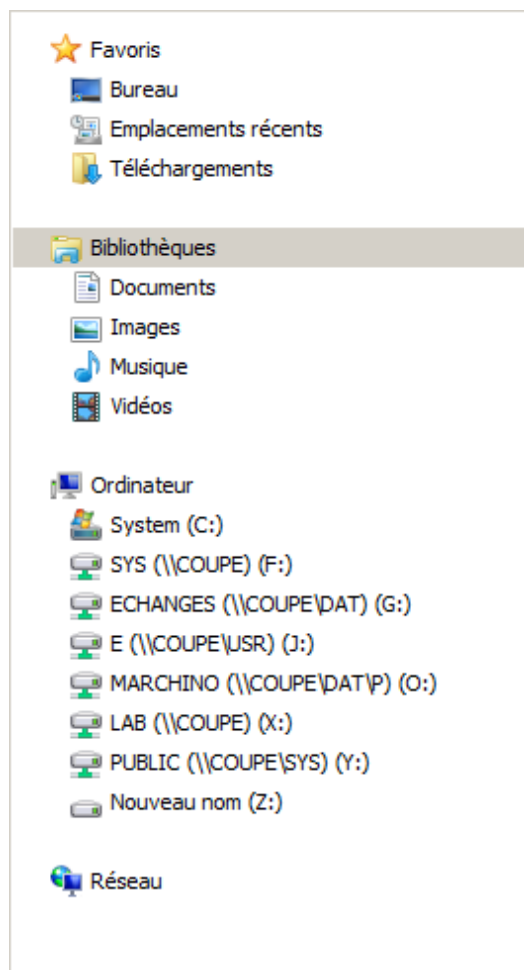 Favoris
Bureau
Emplacements récents
Téléchargements
Bibliothèques
Documents
Images
Musique
Vidéos
Ordinateur
System (C:)
SYS (\\COUPE) (F:)
ECHANGES (\\COUPE\DAT) (G:)
E (\\COUPE\USR) (J:)
MARCHINO (\\COUPE\DAT\P) (O:)
LAB (\\COUPE) (X:)
PUBLIC (\\COUPE\SYS) (Y:)
Nouveau nom (Z:)
Réseau